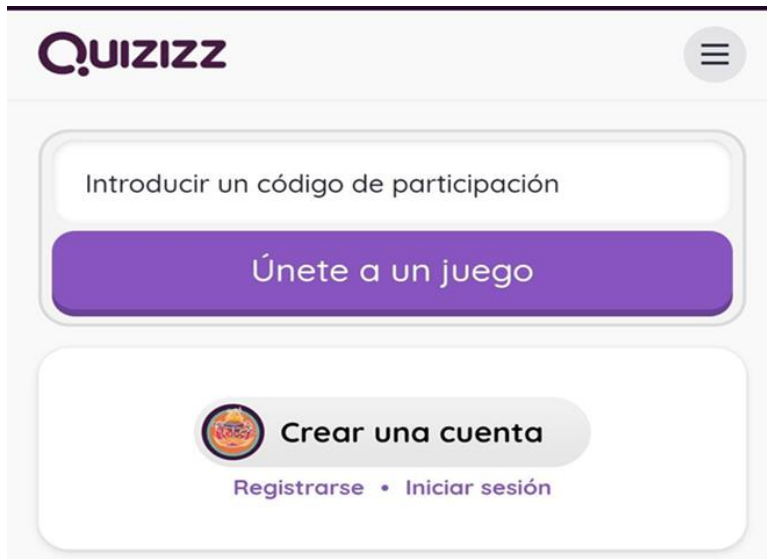 Quizizz
Introducir un código de participación
Únete a un juego
Crear una cuenta
Registrarse • Iniciar sesión